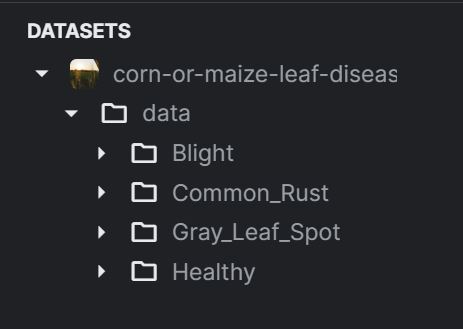 DATASETS
corn-or-maize-leaf-diseas
data
Blight
Common_Rust
Gray_Leaf_Spot
Healthy